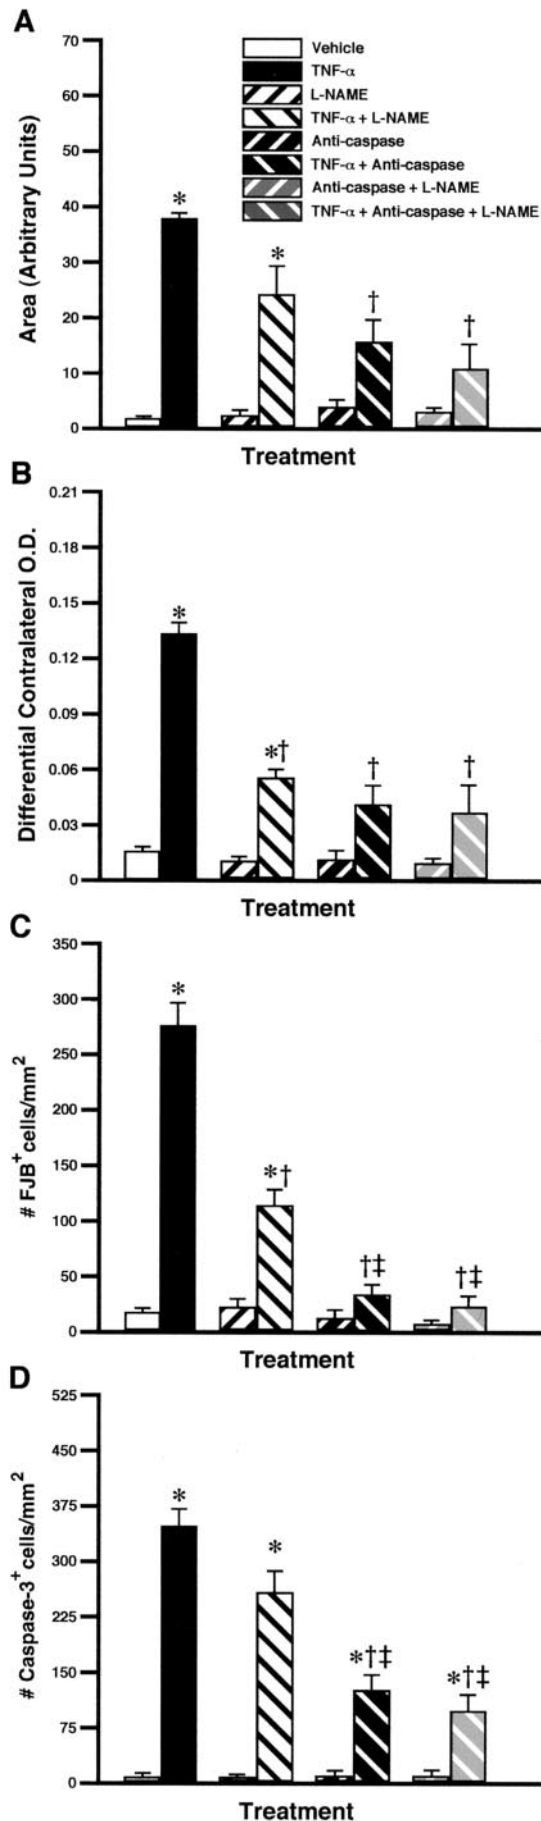 A
70
60
50
40
30
20
10
0
Area (Arbitrary Units)
Vehicle
TNF-α
L-NAME
TNF-α + L-NAME
Anti-caspase
TNF-α + Anti-caspase
Anti-caspase + L-NAME
TNF-α + Anti-caspase + L-NAME
*
*
†
†
Treatment
B
0.21
0.18
0.15
0.12
0.09
0.06
0.03
0
Differential Contralateral O.D.
*
*†
†
†
Treatment
C
350
300
250
200
150
100
50
0
# FJB+ cells/mm2
*
*†
†‡
†‡
Treatment
D
525
450
375
300
225
150
75
0
# Caspase-3+ cells/mm2
*
*
*†‡
*†‡
Treatment